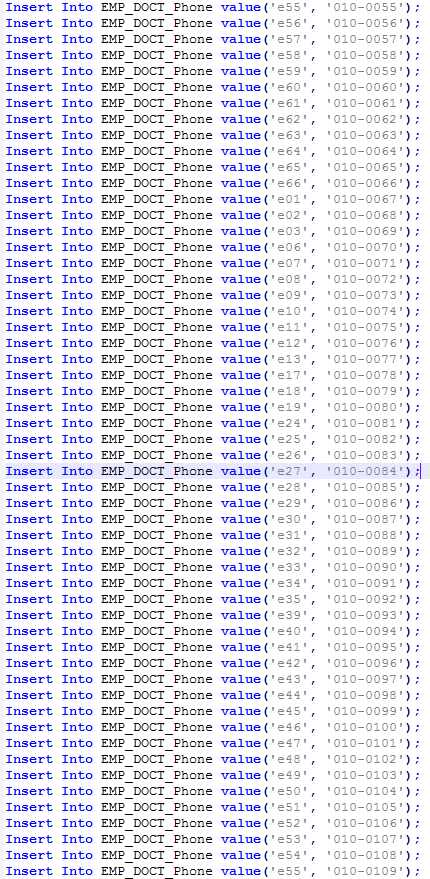 Insert Into EMP_DOCT_Phone value('e55', '010-0055');
Insert Into EMP_DOCT_Phone value('e56', '010-0056');
Insert Into EMP_DOCT_Phone value('e57', '010-0057');
Insert Into EMP_DOCT_Phone value('e58', '010-0058');
Insert Into EMP_DOCT_Phone value('e59', '010-0059');
Insert Into EMP_DOCT_Phone value('e60', '010-0060');
Insert Into EMP_DOCT_Phone value('e61', '010-0061');
Insert Into EMP_DOCT_Phone value('e62', '010-0062');
Insert Into EMP_DOCT_Phone value('e63', '010-0063');
Insert Into EMP_DOCT_Phone value('e64', '010-0064');
Insert Into EMP_DOCT_Phone value('e65', '010-0065');
Insert Into EMP_DOCT_Phone value('e66', '010-0066');
Insert Into EMP_DOCT_Phone value('e01', '010-0067');
Insert Into EMP_DOCT_Phone value('e02', '010-0068');
Insert Into EMP_DOCT_Phone value('e03', '010-0069');
Insert Into EMP_DOCT_Phone value('e06', '010-0070');
Insert Into EMP_DOCT_Phone value('e07', '010-0071');
Insert Into EMP_DOCT_Phone value('e08', '010-0072');
Insert Into EMP_DOCT_Phone value('e09', '010-0073');
Insert Into EMP_DOCT_Phone value('e10', '010-0074');
Insert Into EMP_DOCT_Phone value('e11', '010-0075');
Insert Into EMP_DOCT_Phone value('e12', '010-0076');
Insert Into EMP_DOCT_Phone value('e13', '010-0077');
Insert Into EMP_DOCT_Phone value('e17', '010-0078');
Insert Into EMP_DOCT_Phone value('e18', '010-0079');
Insert Into EMP_DOCT_Phone value('e19', '010-0080');
Insert Into EMP_DOCT_Phone value('e24', '010-0081');
Insert Into EMP_DOCT_Phone value('e25', '010-0082');
Insert Into EMP_DOCT_Phone value('e26', '010-0083');
Insert Into EMP_DOCT_Phone value('e27', '010-0084');
Insert Into EMP_DOCT_Phone value('e28', '010-0085');
Insert Into EMP_DOCT_Phone value('e29', '010-0086');
Insert Into EMP_DOCT_Phone value('e30', '010-0087');
Insert Into EMP_DOCT_Phone value('e31', '010-0088');
Insert Into EMP_DOCT_Phone value('e32', '010-0089');
Insert Into EMP_DOCT_Phone value('e33', '010-0090');
Insert Into EMP_DOCT_Phone value('e34', '010-0091');
Insert Into EMP_DOCT_Phone value('e35', '010-0092');
Insert Into EMP_DOCT_Phone value('e39', '010-0093');
Insert Into EMP_DOCT_Phone value('e40', '010-0094');
Insert Into EMP_DOCT_Phone value('e41', '010-0095');
Insert Into EMP_DOCT_Phone value('e42', '010-0096');
Insert Into EMP_DOCT_Phone value('e43', '010-0097');
Insert Into EMP_DOCT_Phone value('e44', '010-0098');
Insert Into EMP_DOCT_Phone value('e45', '010-0099');
Insert Into EMP_DOCT_Phone value('e46', '010-0100');
Insert Into EMP_DOCT_Phone value('e47', '010-0101');
Insert Into EMP_DOCT_Phone value('e48', '010-0102');
Insert Into EMP_DOCT_Phone value('e49', '010-0103');
Insert Into EMP_DOCT_Phone value('e50', '010-0104');
Insert Into EMP_DOCT_Phone value('e51', '010-0105');
Insert Into EMP_DOCT_Phone value('e52', '010-0106');
Insert Into EMP_DOCT_Phone value('e53', '010-0107');
Insert Into EMP_DOCT_Phone value('e54', '010-0108');
Insert Into EMP_DOCT_Phone value('e55', '010-0109');